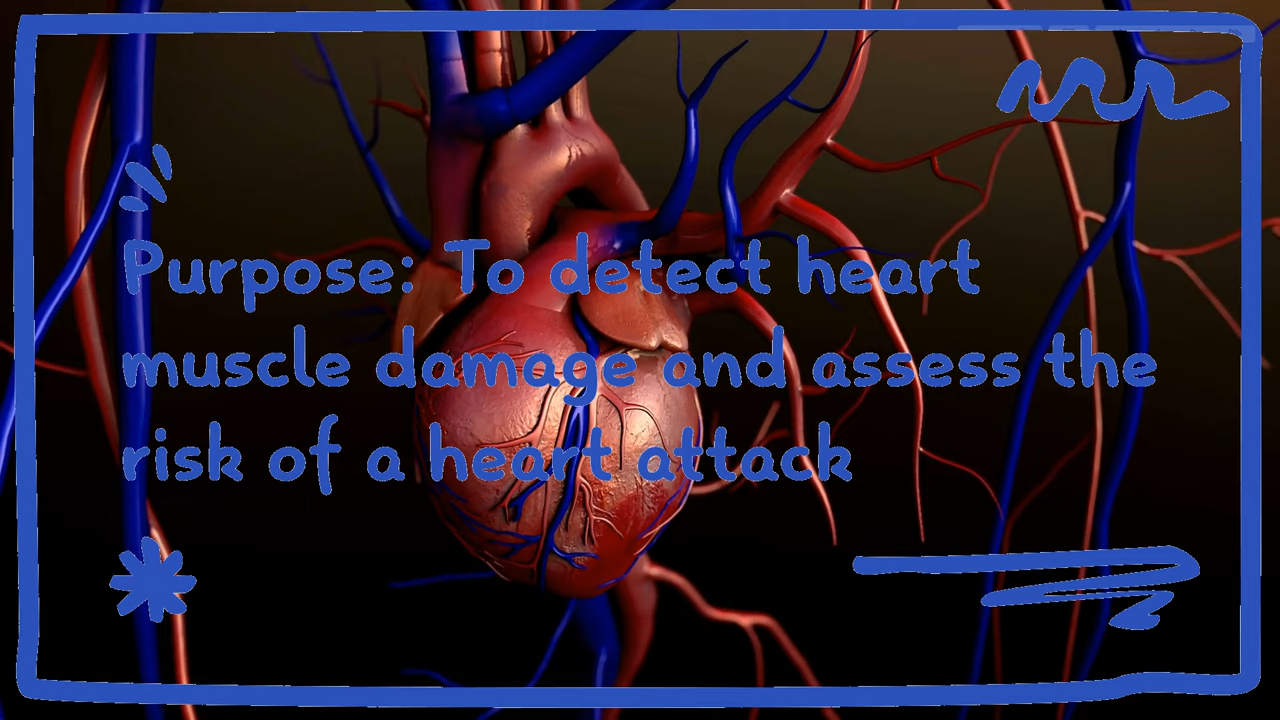 Purpose: To detect heart
muscle damage and assess the
risk of a heart attack